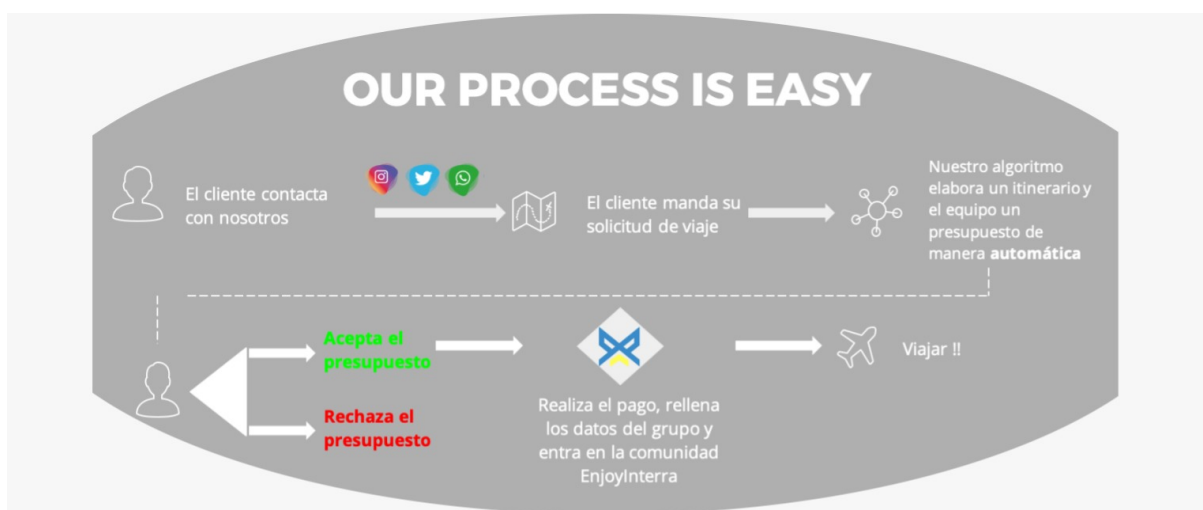 OUR PROCESS IS EASY
El cliente contacta
con nosotros
El cliente manda su
solicitud de viaje
Nuestro algoritmo
elabora un itinerario y
el equipo un
presupuesto de
manera automática
Acepta el
presupuesto
Rechaza el
presupuesto
Realiza el pago, rellena
los datos del grupo y
entra en la comunidad
EnjoyInterra
Viajar !!